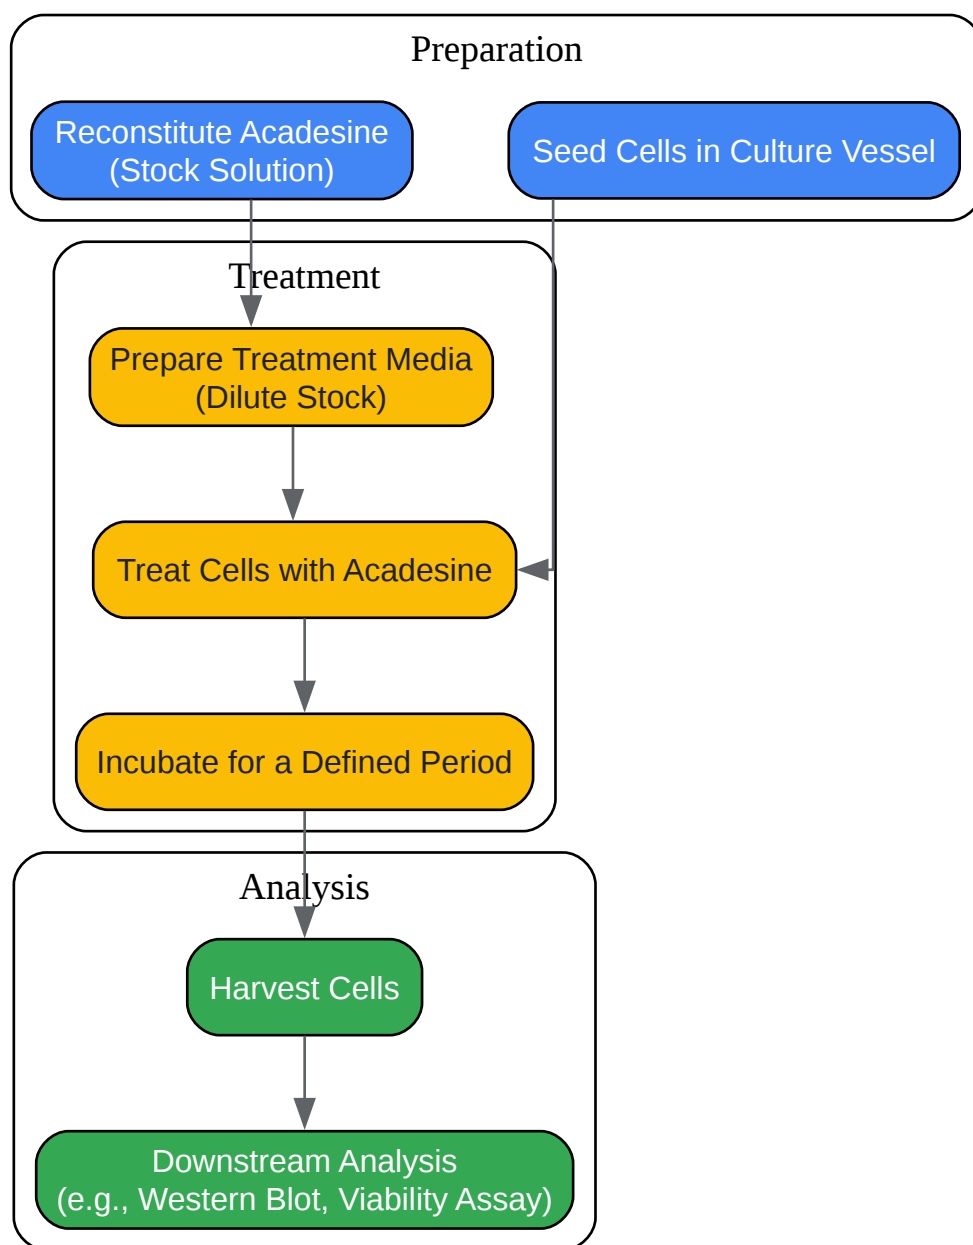 Preparation
Reconstitute Acadesine
(Stock Solution)
Seed Cells in Culture Vessel
Treatment
Prepare Treatment Media
(Dilute Stock)
Treat Cells with Acadesine
Incubate for a Defined Period
Analysis
Harvest Cells
Downstream Analysis
(e.g., Western Blot, Viability Assay)